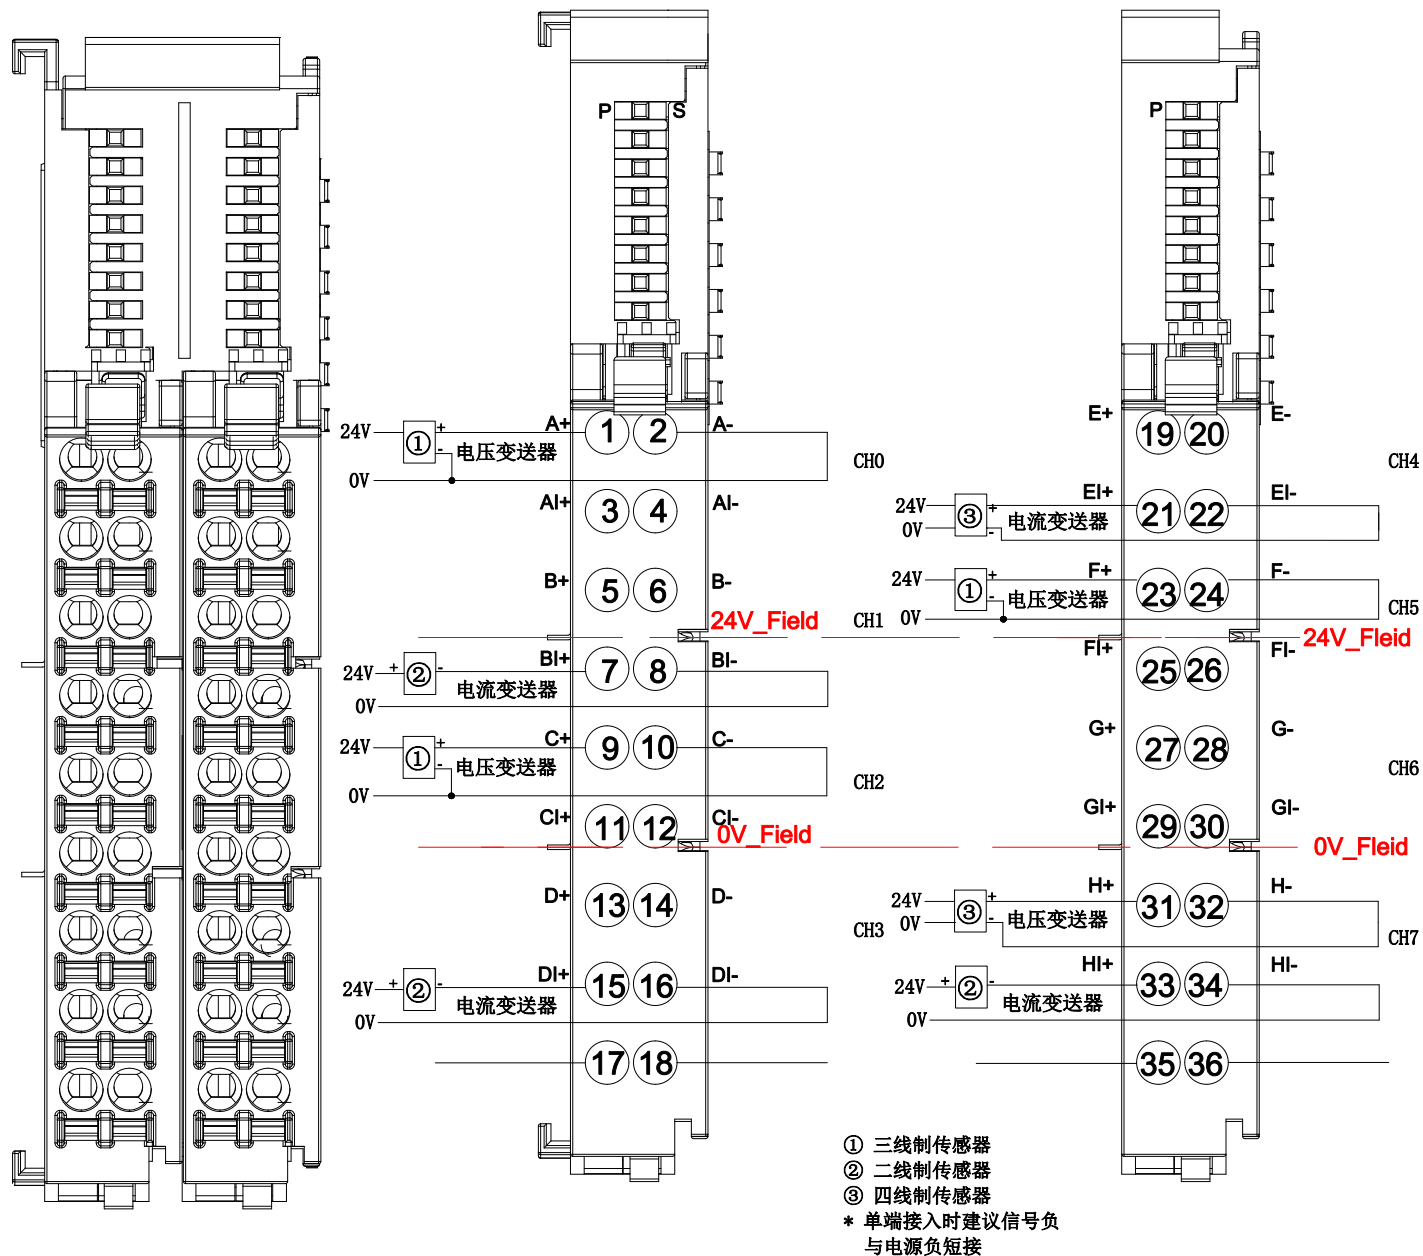 P S
P
A+ 1 2 A-
24V ① + - 电压变送器
0V
CH0
AI+ 3 4 AI-
B+ 5 6 B-
24V_Field
CH1
BI+ 7 8 BI-
24V + ② - 电流变送器
0V
C+ 9 10 C-
24V ① + - 电压变送器
0V
CH2
CI+ 11 12 CI-
0V_Field
D+ 13 14 D-
CH3
DI+ 15 16 DI-
24V + ② - 电流变送器
0V
17 18
E+ 19 20 E-
CH4
EI+ 21 22 EI-
24V ③ + - 电流变送器
0V
F+ 23 24 F-
24V ① + - 电压变送器
0V
CH5
24V_Fleid
FI+ 25 26 FI-
G+ 27 28 G-
CH6
GI+ 29 30 GI-
0V_Fleid
H+ 31 32 H-
24V ③ + - 电压变送器
0V
CH7
HI+ 33 34 HI-
24V + ② - 电流变送器
0V
35 36
① 三线制传感器
② 二线制传感器
③ 四线制传感器
* 单端接入时建议信号负
与电源负短接